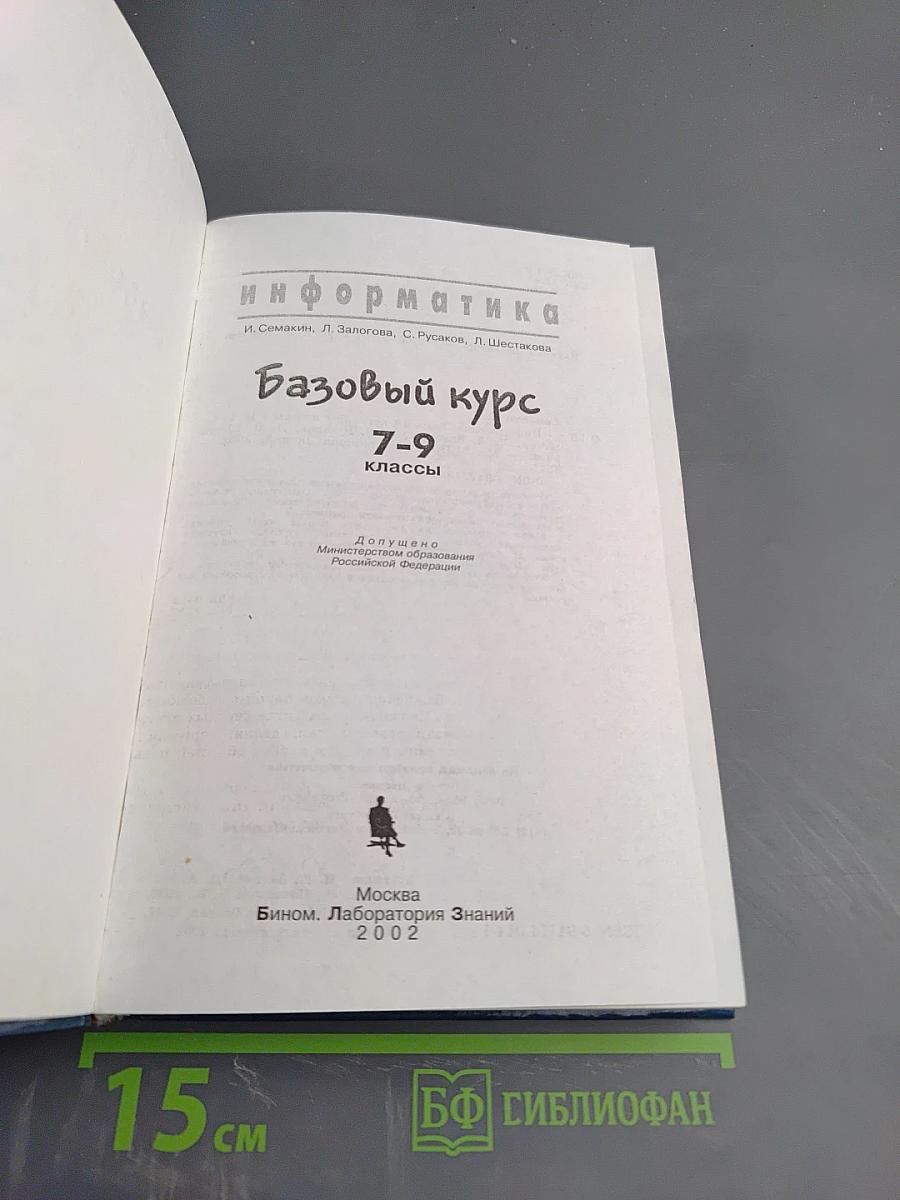 информатика
И. Семакин, Л. Залогова, С. Русаков, Л. Шестакова
Базовый курс
7-9
классы
Допущено
Министерством образования
Российской Федерации
Москва
Бином. Лаборатория Знаний
2002
15 см
БФ БИБЛИОФАН